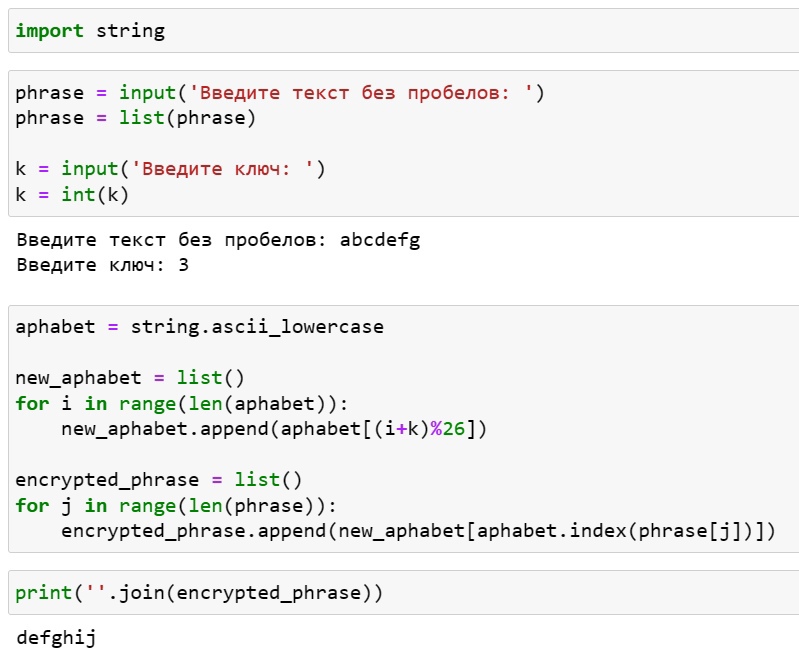 import string
phrase = input('Введите текст без пробелов: ')
phrase = list(phrase)
k = input('Введите ключ: ')
k = int(k)
Введите текст без пробелов: abcdefg
Введите ключ: 3
aphabet = string.ascii_lowercase
new_aphabet = list()
for i in range(len(aphabet)):
    new_aphabet.append(aphabet[(i+k)%26])
encrypted_phrase = list()
for j in range(len(phrase)):
    encrypted_phrase.append(new_aphabet[aphabet.index(phrase[j])])
print(''.join(encrypted_phrase))
defghij